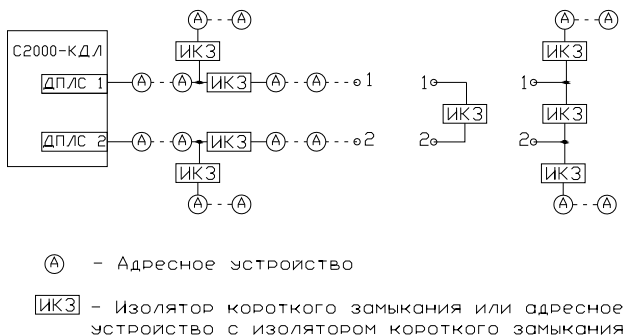 А А
ИКЗ
С2000-КДЛ
ДПЛС 1 А А ИКЗ А А 1
ДПЛС 2 А А ИКЗ А А 2
ИКЗ
А А
1
ИКЗ
2
А А
ИКЗ
1
ИКЗ
2
ИКЗ
А А
А - Адресное устройство
ИКЗ - Изолятор короткого замыкания или адресное
устройство с изолятором короткого замыкания